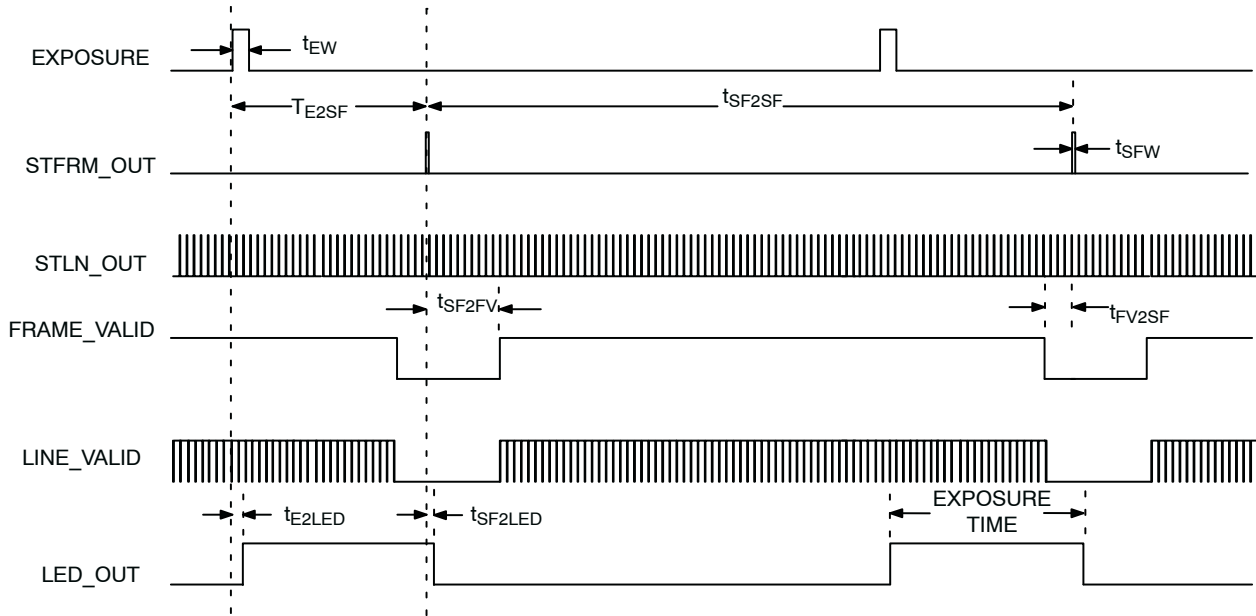 EXPOSURE
tEW
TE2SF
tSF2SF
STFRM_OUT
tSFW
STLN_OUT
tSF2FV
FRAME_VALID
tFV2SF
LINE_VALID
tE2LED
tSF2LED
EXPOSURE
TIME
LED_OUT